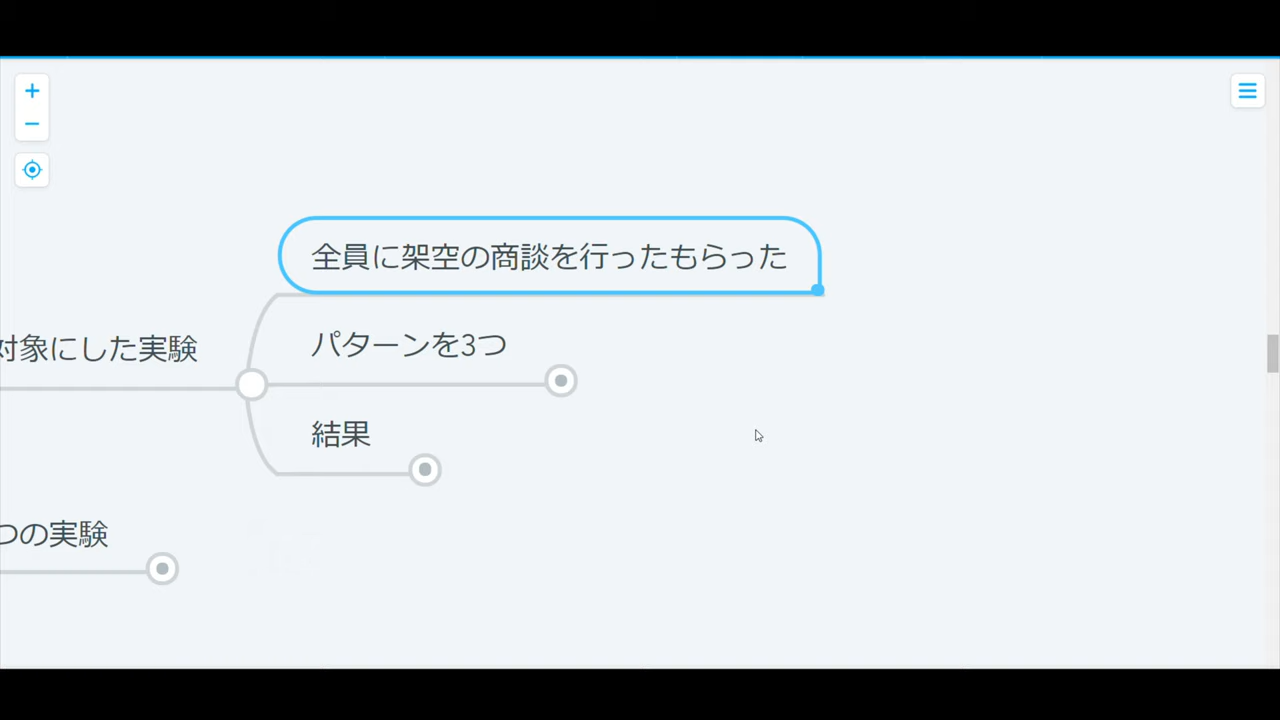 全員に架空の商談を行ったもらった
対象にした実験
パターンを3つ
結果
つの実験